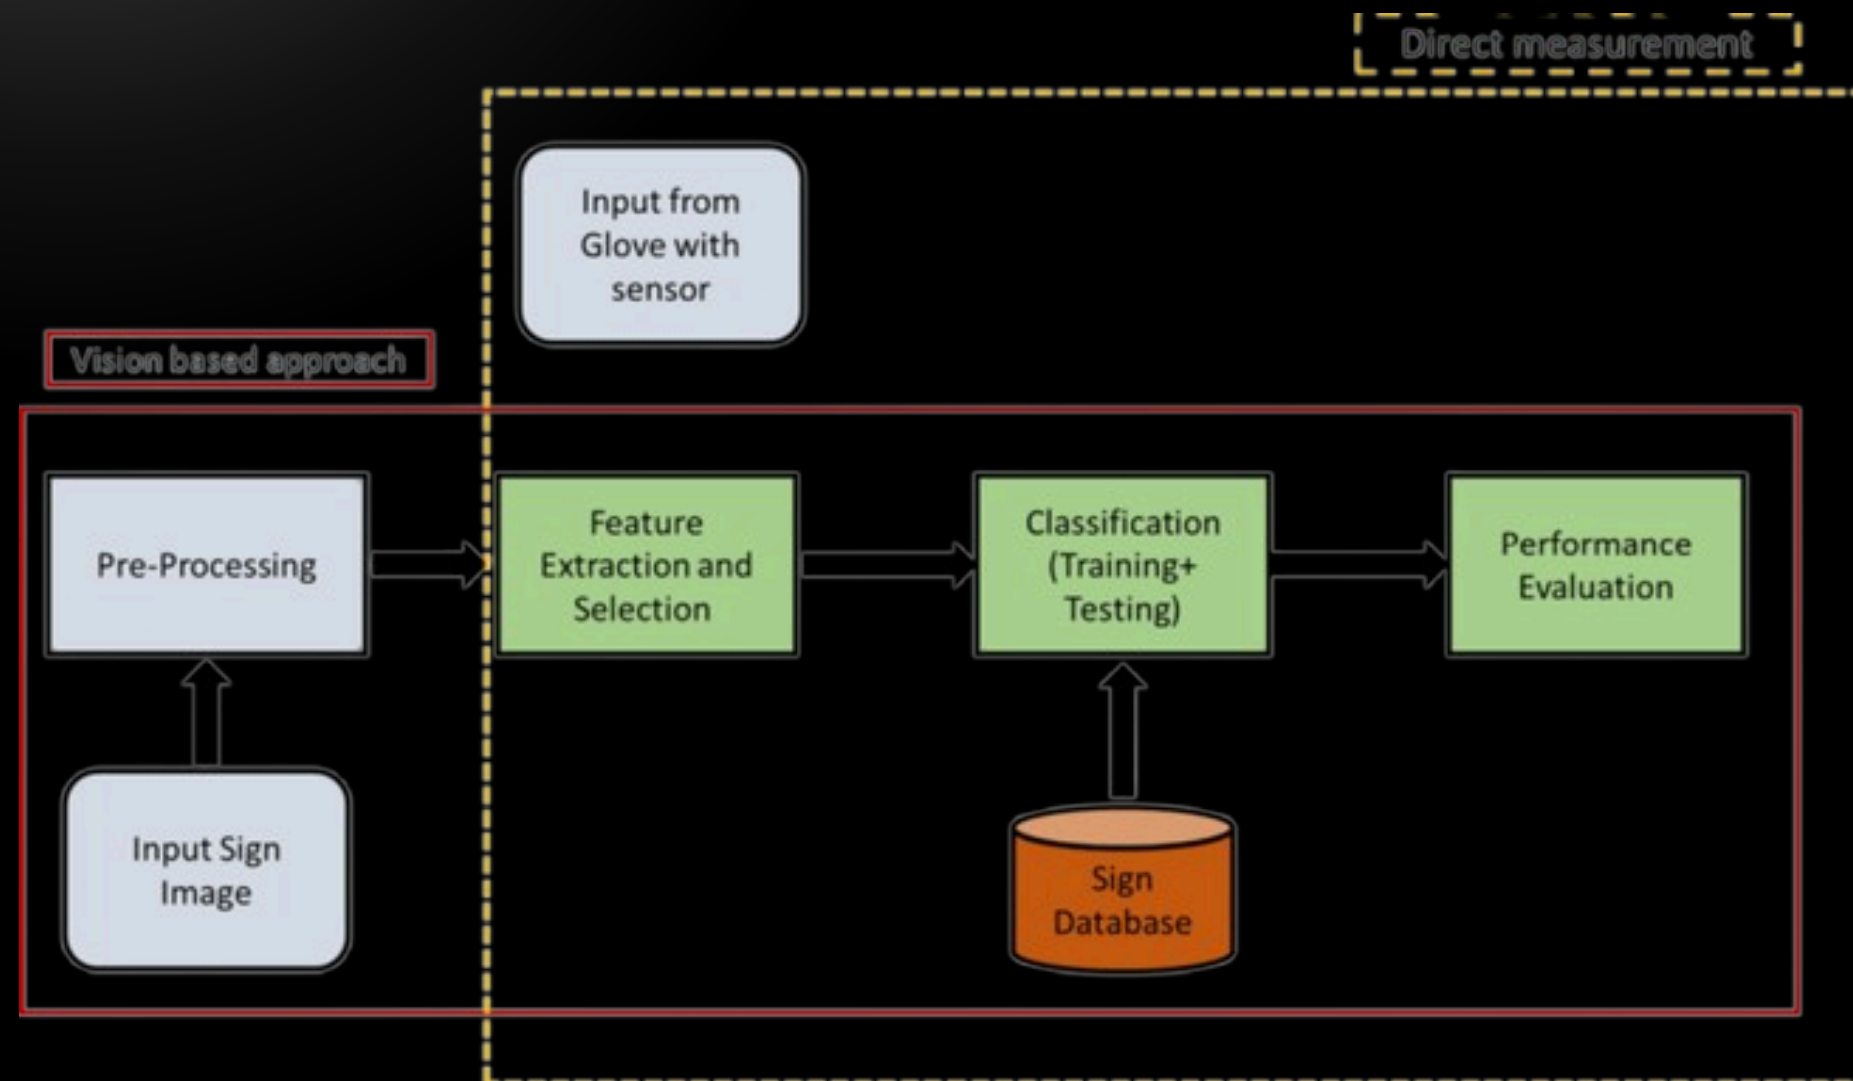 Direct measurement
Input from
Glove with
sensor
Vision based approach
Pre-Processing
Feature
Extraction and
Selection
Classification
(Training+
Testing)
Performance
Evaluation
Input Sign
Image
Sign
Database